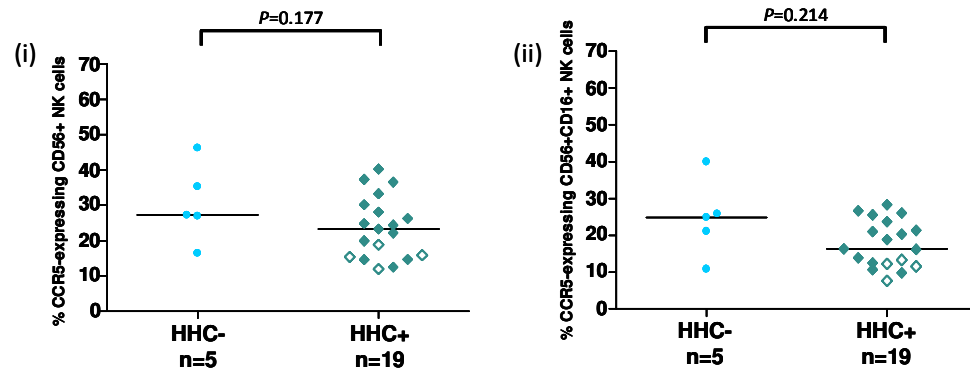 (i)
P=0.177
% CCR5-expressing CD56+ NK cells
70
60
50
40
30
20
10
0
HHC-
n=5
HHC+
n=19
(ii)
P=0.214
% CCR5-expressing CD56+CD16+ NK cells
70
60
50
40
30
20
10
0
HHC-
n=5
HHC+
n=19